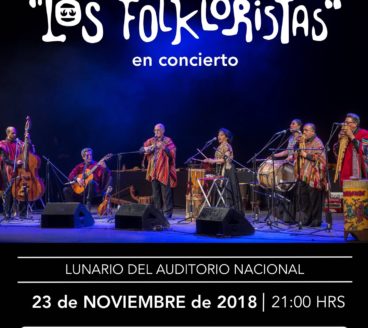 "LOS FOLKLORISTAS"
en concierto
LUNARIO DEL AUDITORIO NACIONAL
23 de NOVIEMBRE de 2018 | 21:00 HRS